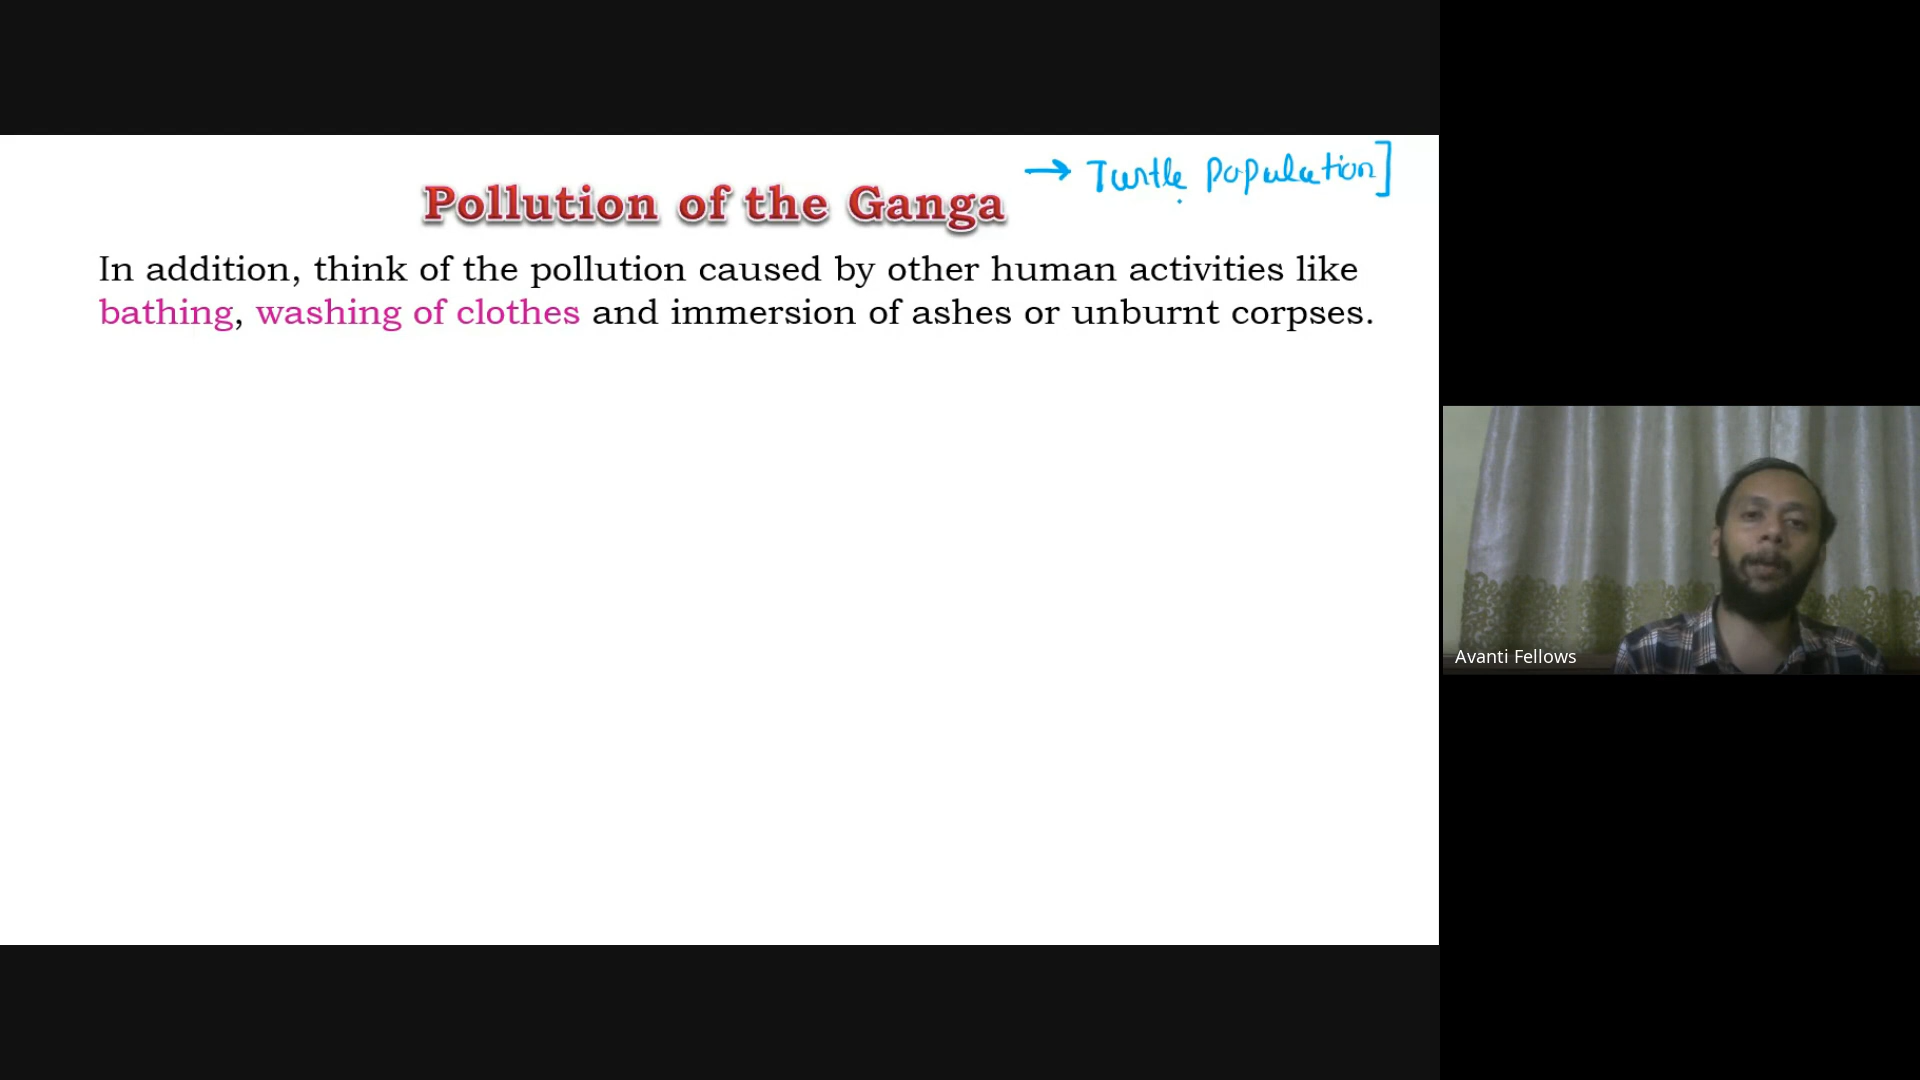 → Turtle Population]
Pollution of the Ganga
In addition, think of the pollution caused by other human activities like
bathing, washing of clothes and immersion of ashes or unburnt corpses.
Avanti Fellows